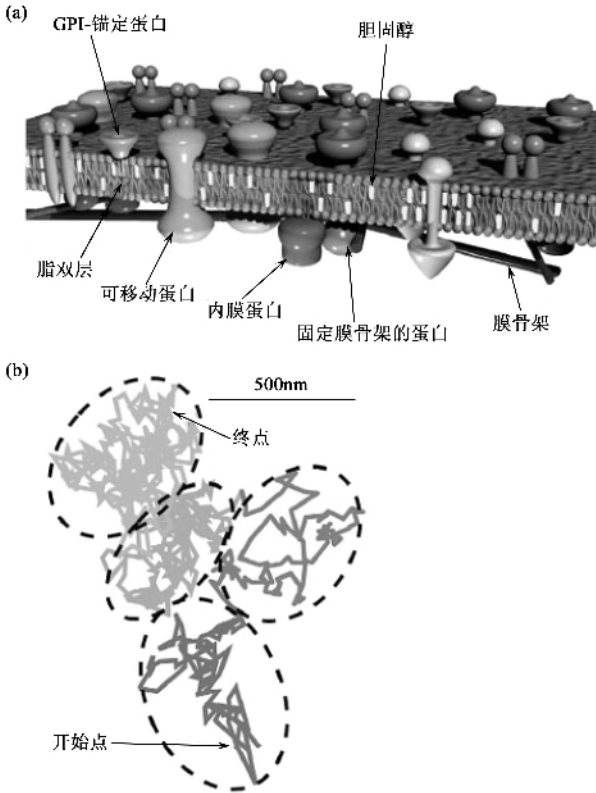 (a)
GPI-锚定蛋白
胆固醇
脂双层
可移动蛋白
内膜蛋白
固定膜骨架的蛋白
膜骨架
(b)
500nm
终点
开始点